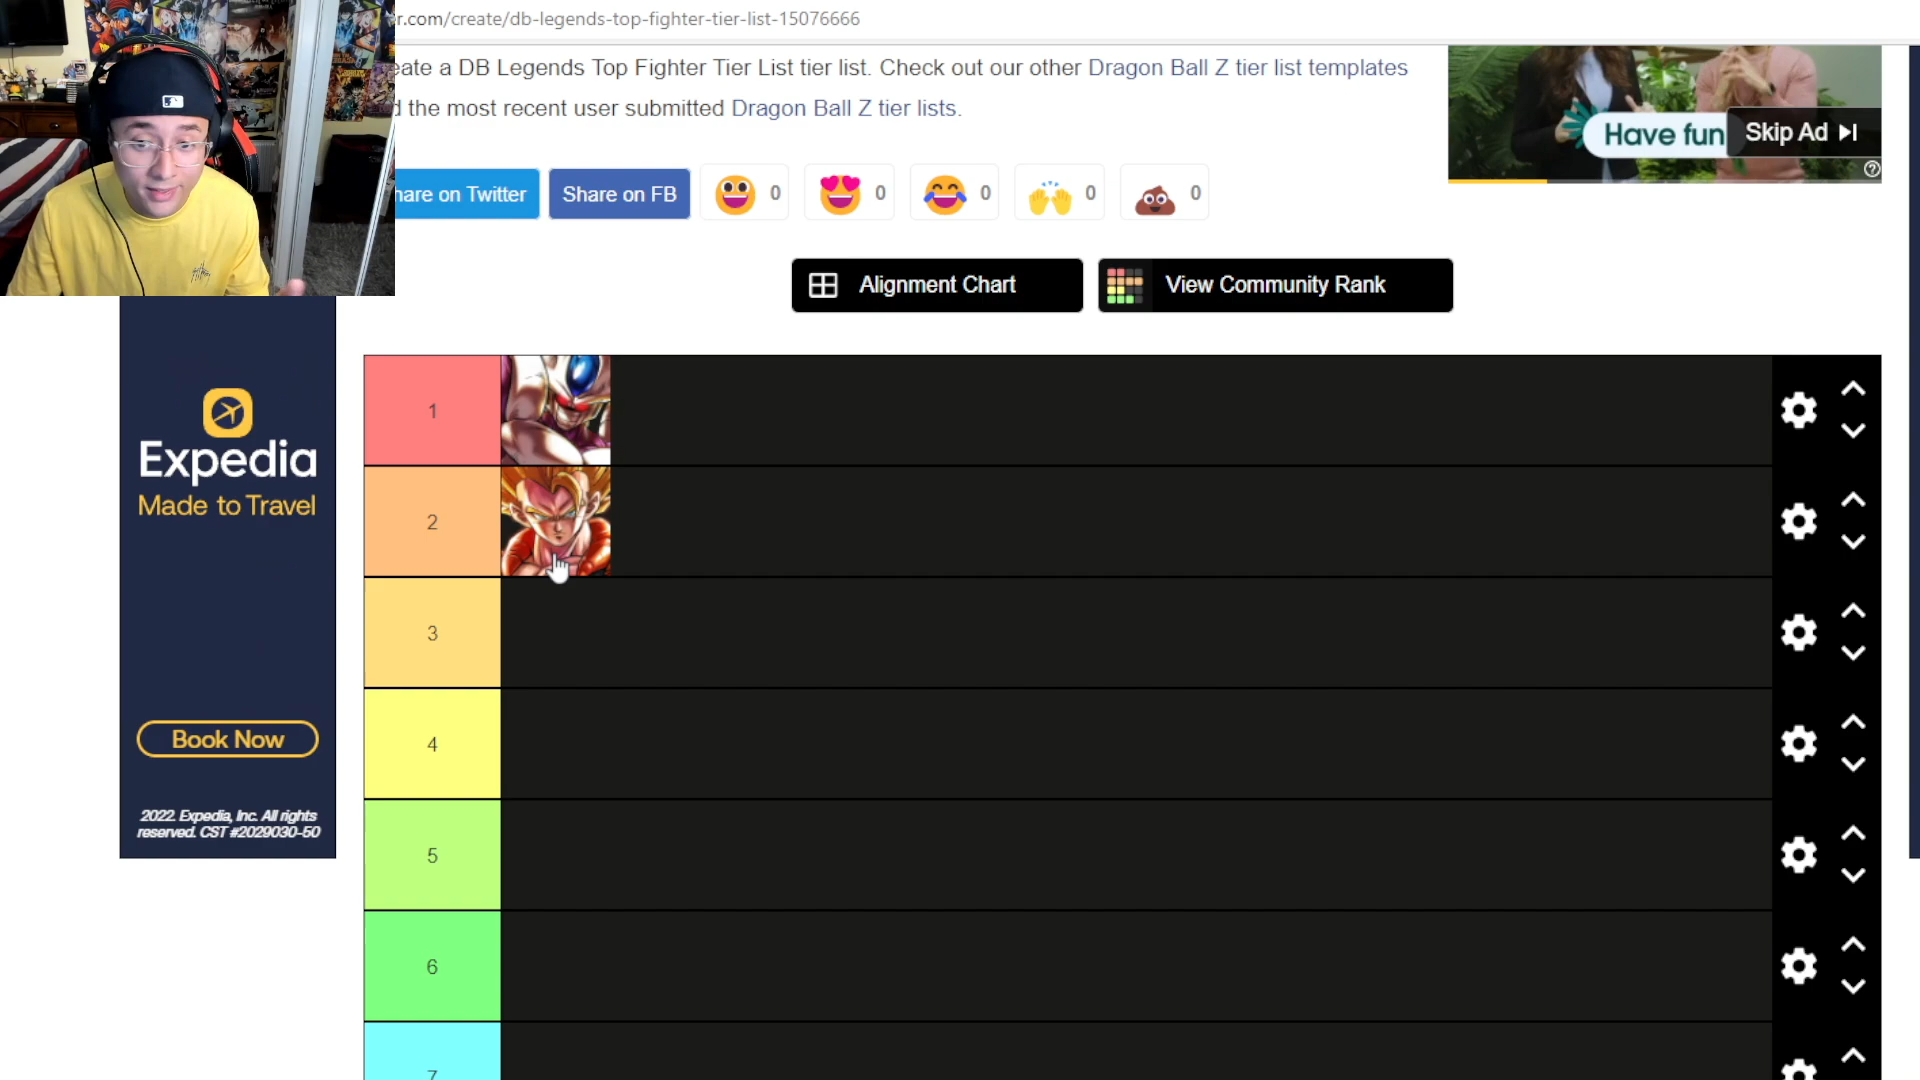 r.com/create/db-legends-top-fighter-tier-list-15076666
eate a DB Legends Top Fighter Tier List tier list. Check out our other Dragon Ball Z tier list templates
d the most recent user submitted Dragon Ball Z tier lists.
Have fun
Skip Ad
hare on Twitter
Share on FB
0
0
0
0
0
Alignment Chart
View Community Rank
1
2
3
4
5
6
7
Expedia
Made to Travel
Book Now
2022. Expedia, Inc. All rights
reserved. CST #2029030-50